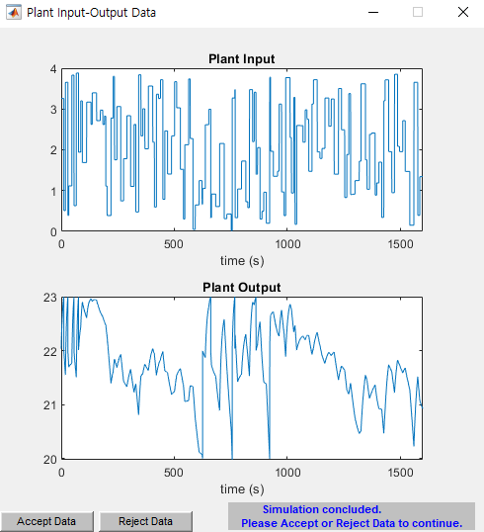 Plant Input-Output Data
Plant Input
4
3
2
1
0
0 500 1000 1500
time (s)
Plant Output
23
22
21
20
0 500 1000 1500
time (s)
Accept Data Reject Data
Simulation concluded.
Please Accept or Reject Data to continue.